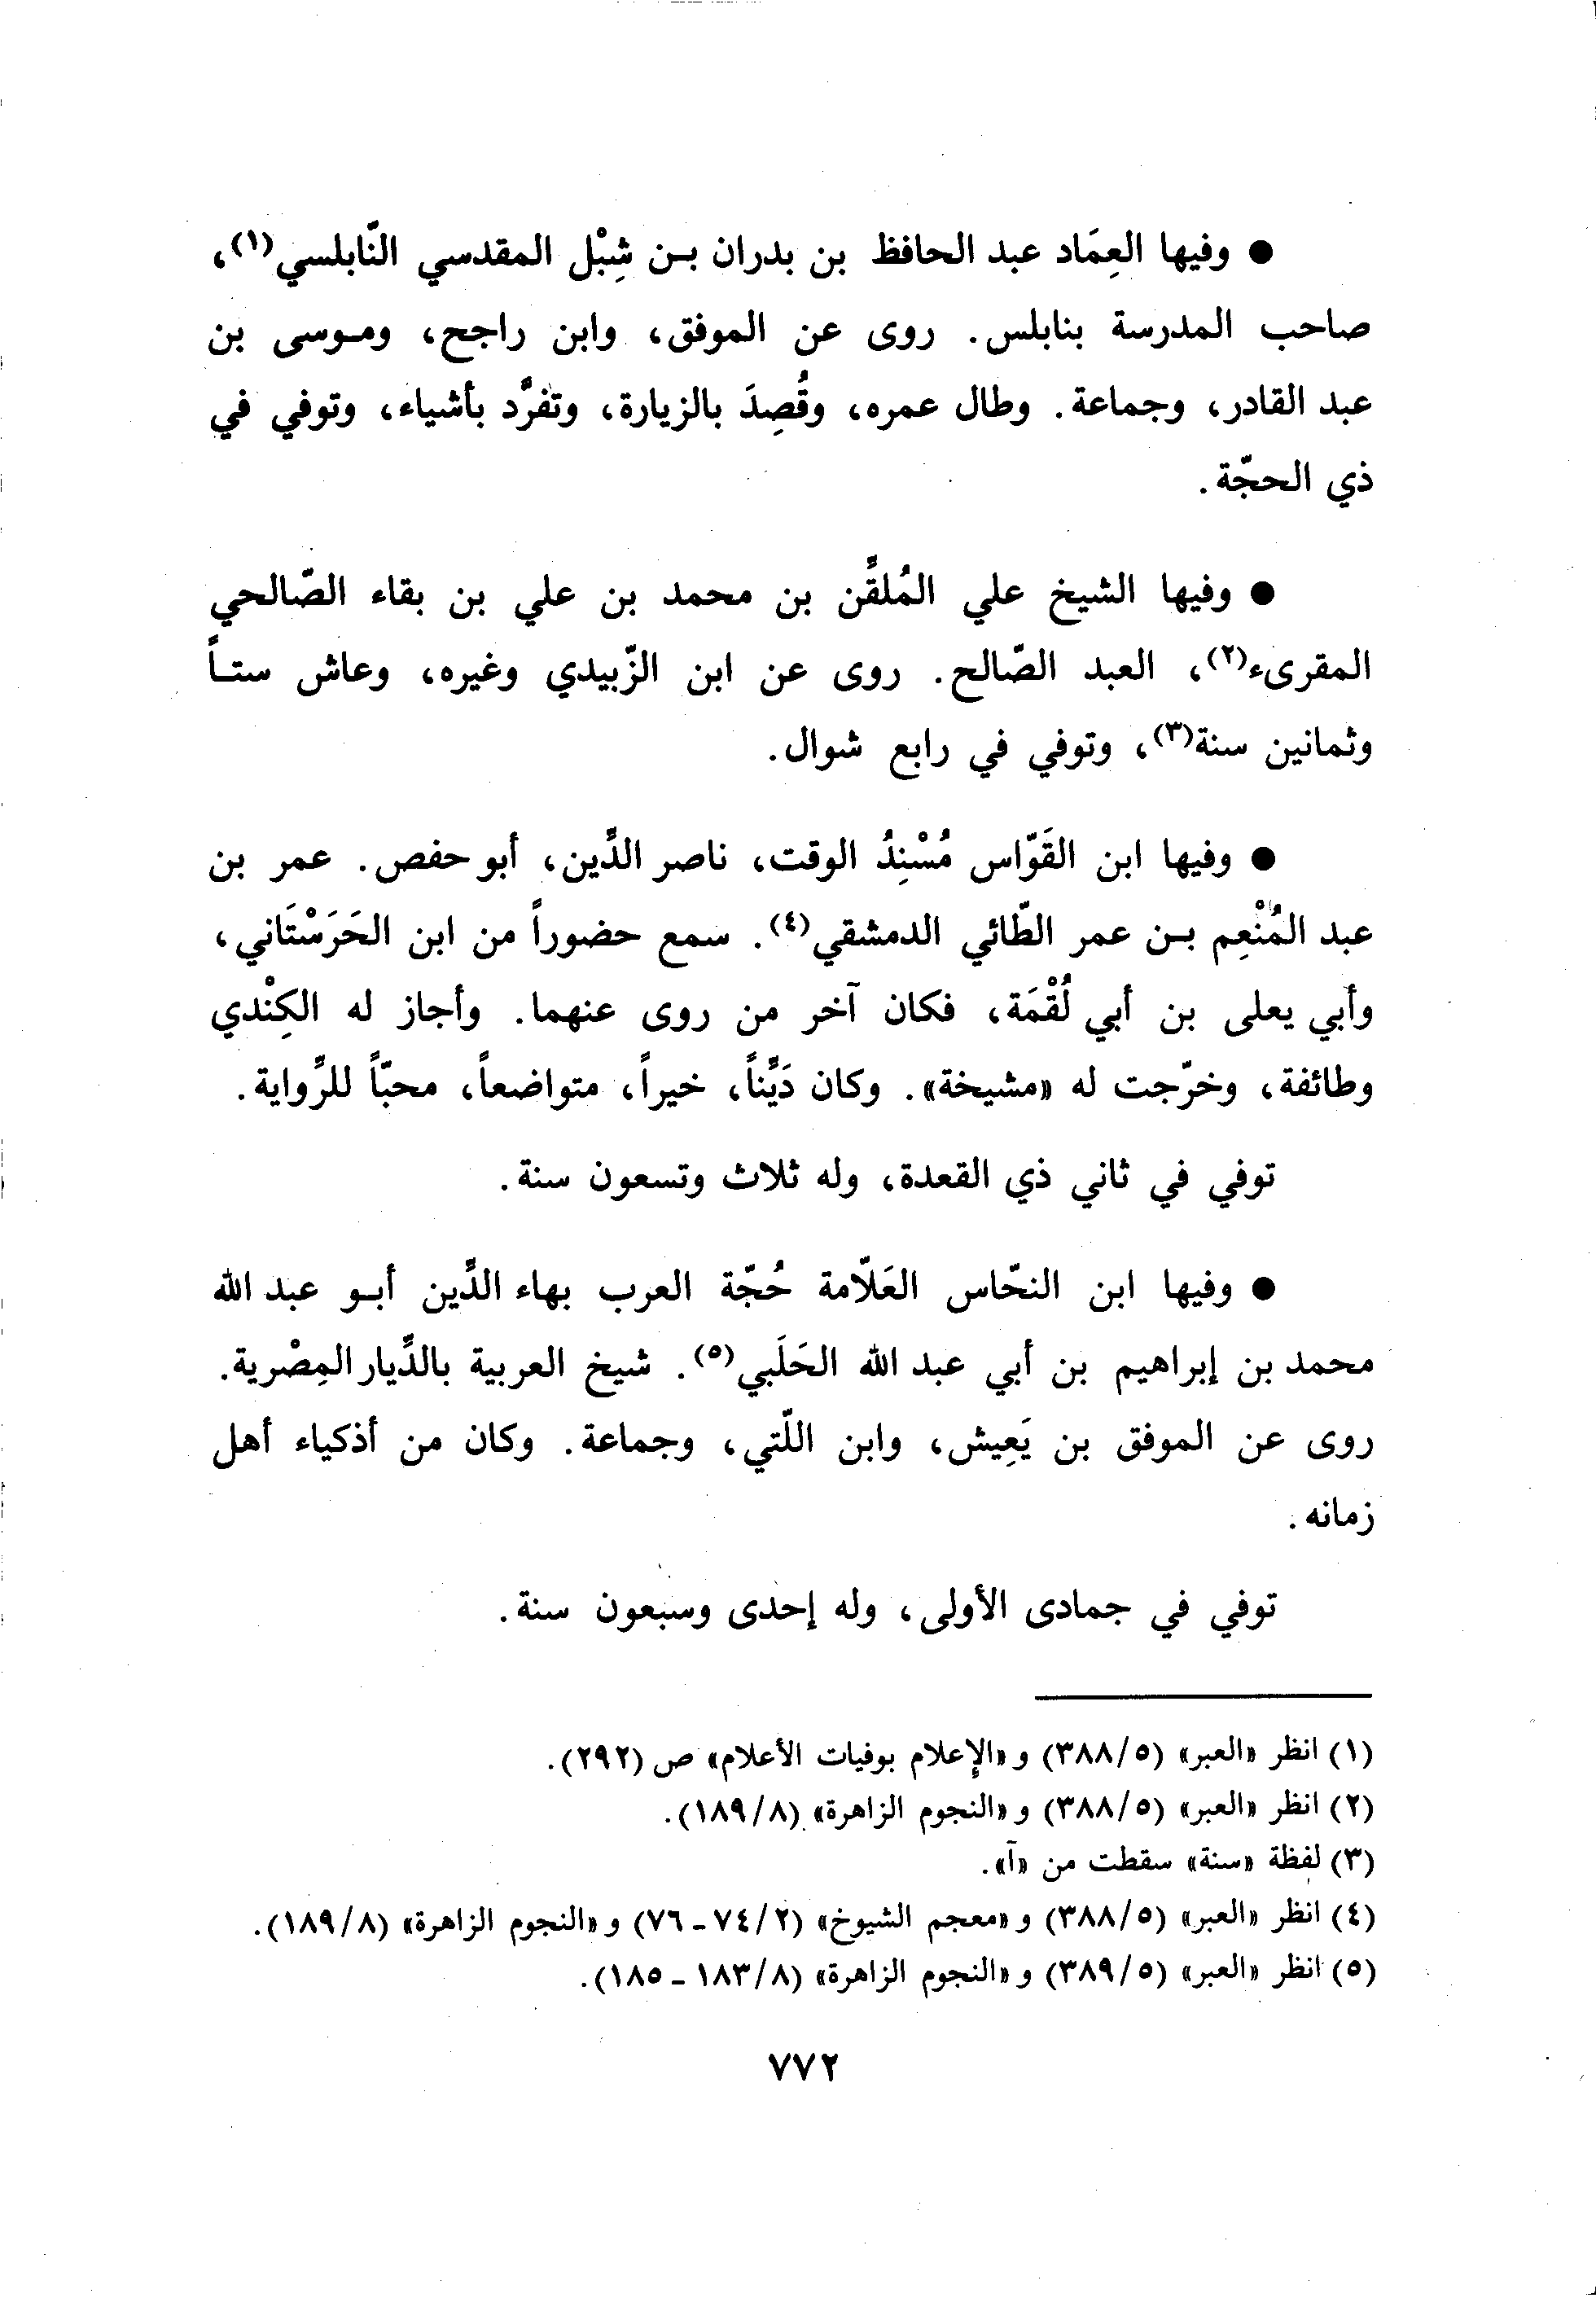 ● وفيها العِمَاد عبد الحافظ بن بدران بـن شِبْل المقدسي النّابلسي(١)،
صاحب المدرسة بنابلس. روى عن الموفق، وابن راجح، ومـوسى بن
عبد القادر، وجماعة. وطال عمره، وقُصِدَ بالزيارة، وتفرَّد بأشياء، وتوفي في
ذي الحجّة.
● وفيها الشيخ علي المُلقِّن بن محمد بن علي بن بقاء الصّالحي
المقرىء(٢)، العبد الصّالح. روى عن ابن الزّبيدي وغيره، وعاش ستـاً
وثمانين سنة(٣)، وتوفي في رابع شوال.
● وفيها ابن القَوّاس مُسْنِدُ الوقت، ناصر الدِّين، أبو حفص. عمر بن
عبد المُنْعِم بـن عمر الطّائي الدمشقي(٤). سمع حضوراً من ابن الحَرَسْتَاني،
وأبي يعلى بن أبي لُقْمَة، فكان آخر من روى عنهما. وأجاز له الكِنْدي
وطائفة، وخرّجت له «مشيخة». وكان دَيِّناً، خيراً، متواضعاً، محبّاً للرِّواية.
توفي في ثاني ذي القعدة، وله ثلاث وتسعون سنة.
● وفيها ابن النحّاس العَلّامة حُجّة العرب بهاء الدِّين أبـو عبد الله
محمد بن إبراهيم بن أبي عبد الله الحَلَبي(٥). شيخ العربية بالدِّيار المِصْرية.
روى عن الموفق بن يَعِيش، وابن اللّتي، وجماعة. وكان من أذكياء أهل
زمانه.
توفي في جمادى الأولى، وله إحدى وسبعون سنة.
(١) انظر «العبر» (٣٨٨/٥) و «الإعلام بوفيات الأعلام» ص (٢٩٢).
(٢) انظر «العبر» (٣٨٨/٥) و «النجوم الزاهرة» (١٨٩/٨).
(٣) لفظة «سنة» سقطت من «آ».
(٤) انظر «العبر» (٣٨٨/٥) و «معجم الشيوخ» (٧٤/٢ ـ ٧٦) و «النجوم الزاهرة» (١٨٩/٨).
(٥) انظر «العبر» (٣٨٩/٥) و «النجوم الزاهرة» (١٨٣/٨ ـ ١٨٥).
٧٧٢